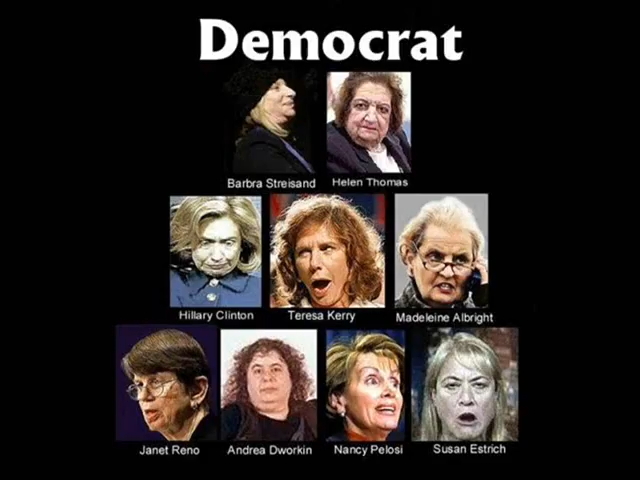 Democrat
Barbra Streisand Helen Thomas
Hillary Clinton Teresa Kerry Madeleine Albright
Janet Reno Andrea Dworkin Nancy Pelosi Susan Estrich